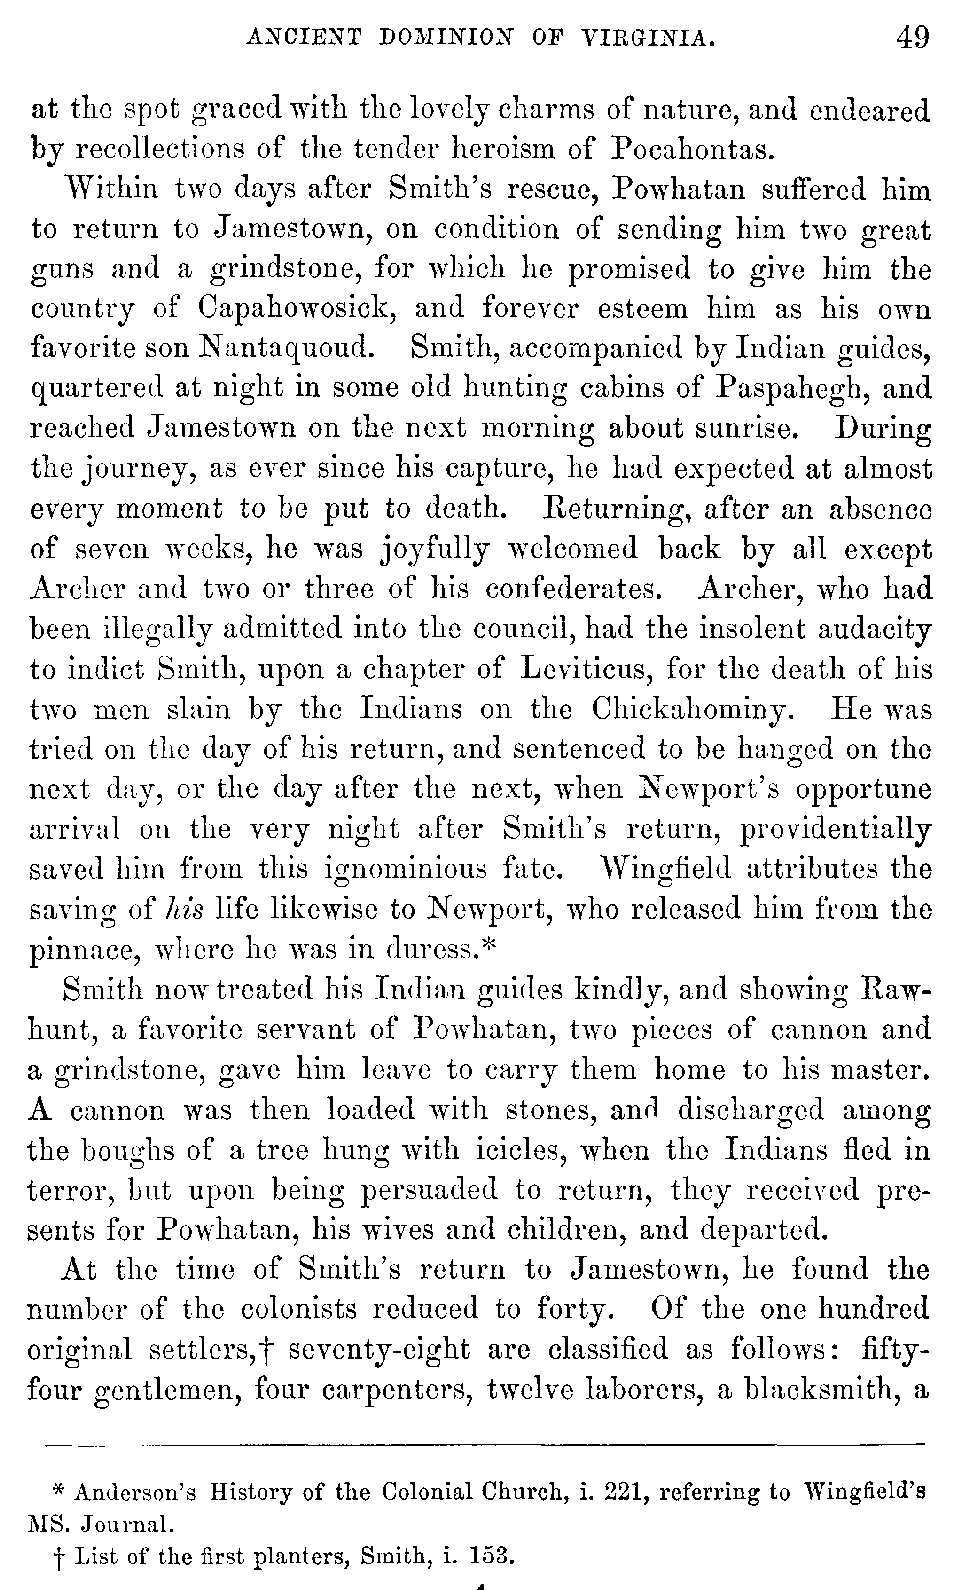 ANCIENT DOMINION OF VIRGINIA. 49
at the spot graced with the lovely charms of nature, and endeared
by recollections of the tender heroism of Pocahontas.
Within two days after Smith's rescue, Powhatan suffered him
to return to Jamestown, on condition of sending him two great
guns and a grindstone, for which he promised to give him the
country of Capahowosick, and forever esteem him as his own
favorite son Nantaquoud. Smith, accompanied by Indian guides,
quartered at night in some old hunting cabins of Paspahegh, and
reached Jamestown on the next morning about sunrise. During
the journey, as ever since his capture, he had expected at almost
every moment to be put to death. Returning, after an absence
of seven weeks, he was joyfully welcomed back by all except
Archer and two or three of his confederates. Archer, who had
been illegally admitted into the council, had the insolent audacity
to indict Smith, upon a chapter of Leviticus, for the death of his
two men slain by the Indians on the Chickahominy. He was
tried on the day of his return, and sentenced to be hanged on the
next day, or the day after the next, when Newport's opportune
arrival on the very night after Smith's return, providentially
saved him from this ignominious fate. Wingfield attributes the
saving of his life likewise to Newport, who released him from the
pinnace, where he was in duress.*
Smith now treated his Indian guides kindly, and showing Raw-
hunt, a favorite servant of Powhatan, two pieces of cannon and
a grindstone, gave him leave to carry them home to his master.
A cannon was then loaded with stones, and discharged among
the boughs of a tree hung with icicles, when the Indians fled in
terror, but upon being persuaded to return, they received pre-
sents for Powhatan, his wives and children, and departed.
At the time of Smith's return to Jamestown, he found the
number of the colonists reduced to forty. Of the one hundred
original settlers,† seventy-eight are classified as follows: fifty-
four gentlemen, four carpenters, twelve laborers, a blacksmith, a
* Anderson's History of the Colonial Church, i. 221, referring to Wingfield's
MS. Journal.
† List of the first planters, Smith, i. 153.